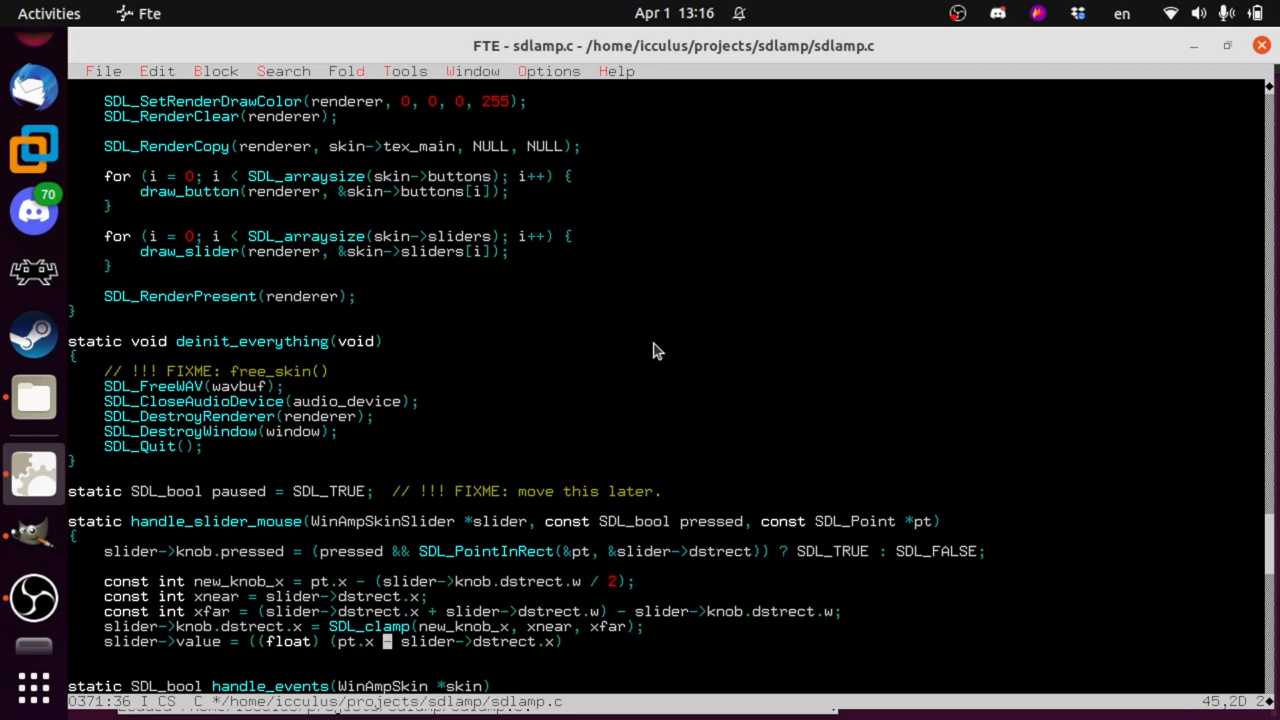 Activities Fte Apr 1 13:16 en
FTE - sdlamp.c - /home/icculus/projects/sdlamp/sdlamp.c
File Edit Block Search Fold Tools Window Options Help
SDL_SetRenderDrawColor(renderer, 0, 0, 0, 255);
SDL_RenderClear(renderer);
SDL_RenderCopy(renderer, skin->tex_main, NULL, NULL);
for (i = 0; i < SDL_arraysize(skin->buttons); i++) {
draw_button(renderer, &skin->buttons[i]);
}
for (i = 0; i < SDL_arraysize(skin->sliders); i++) {
draw_slider(renderer, &skin->sliders[i]);
}
SDL_RenderPresent(renderer);
}
static void deinit_everything(void)
{
// !!! FIXME: free_skin()
SDL_FreeWAV(wavbuf);
SDL_CloseAudioDevice(audio_device);
SDL_DestroyRenderer(renderer);
SDL_DestroyWindow(window);
SDL_Quit();
}
static SDL_bool paused = SDL_TRUE;  // !!! FIXME: move this later.
static handle_slider_mouse(WinAmpSkinSlider *slider, const SDL_bool pressed, const SDL_Point *pt)
{
slider->knob.pressed = (pressed && SDL_PointInRect(&pt, &slider->dstrect)) ? SDL_TRUE : SDL_FALSE;
const int new_knob_x = pt.x - (slider->knob.dstrect.w / 2);
const int xnear = slider->dstrect.x;
const int xfar = (slider->dstrect.x + slider->dstrect.w) - slider->knob.dstrect.w;
slider->knob.dstrect.x = SDL_clamp(new_knob_x, xnear, xfar);
slider->value = ((float) (pt.x - slider->dstrect.x)
static SDL_bool handle_events(WinAmpSkin *skin)
0371:36 I CS  C */home/icculus/projects/sdlamp/sdlamp.c 45,2D 2
70